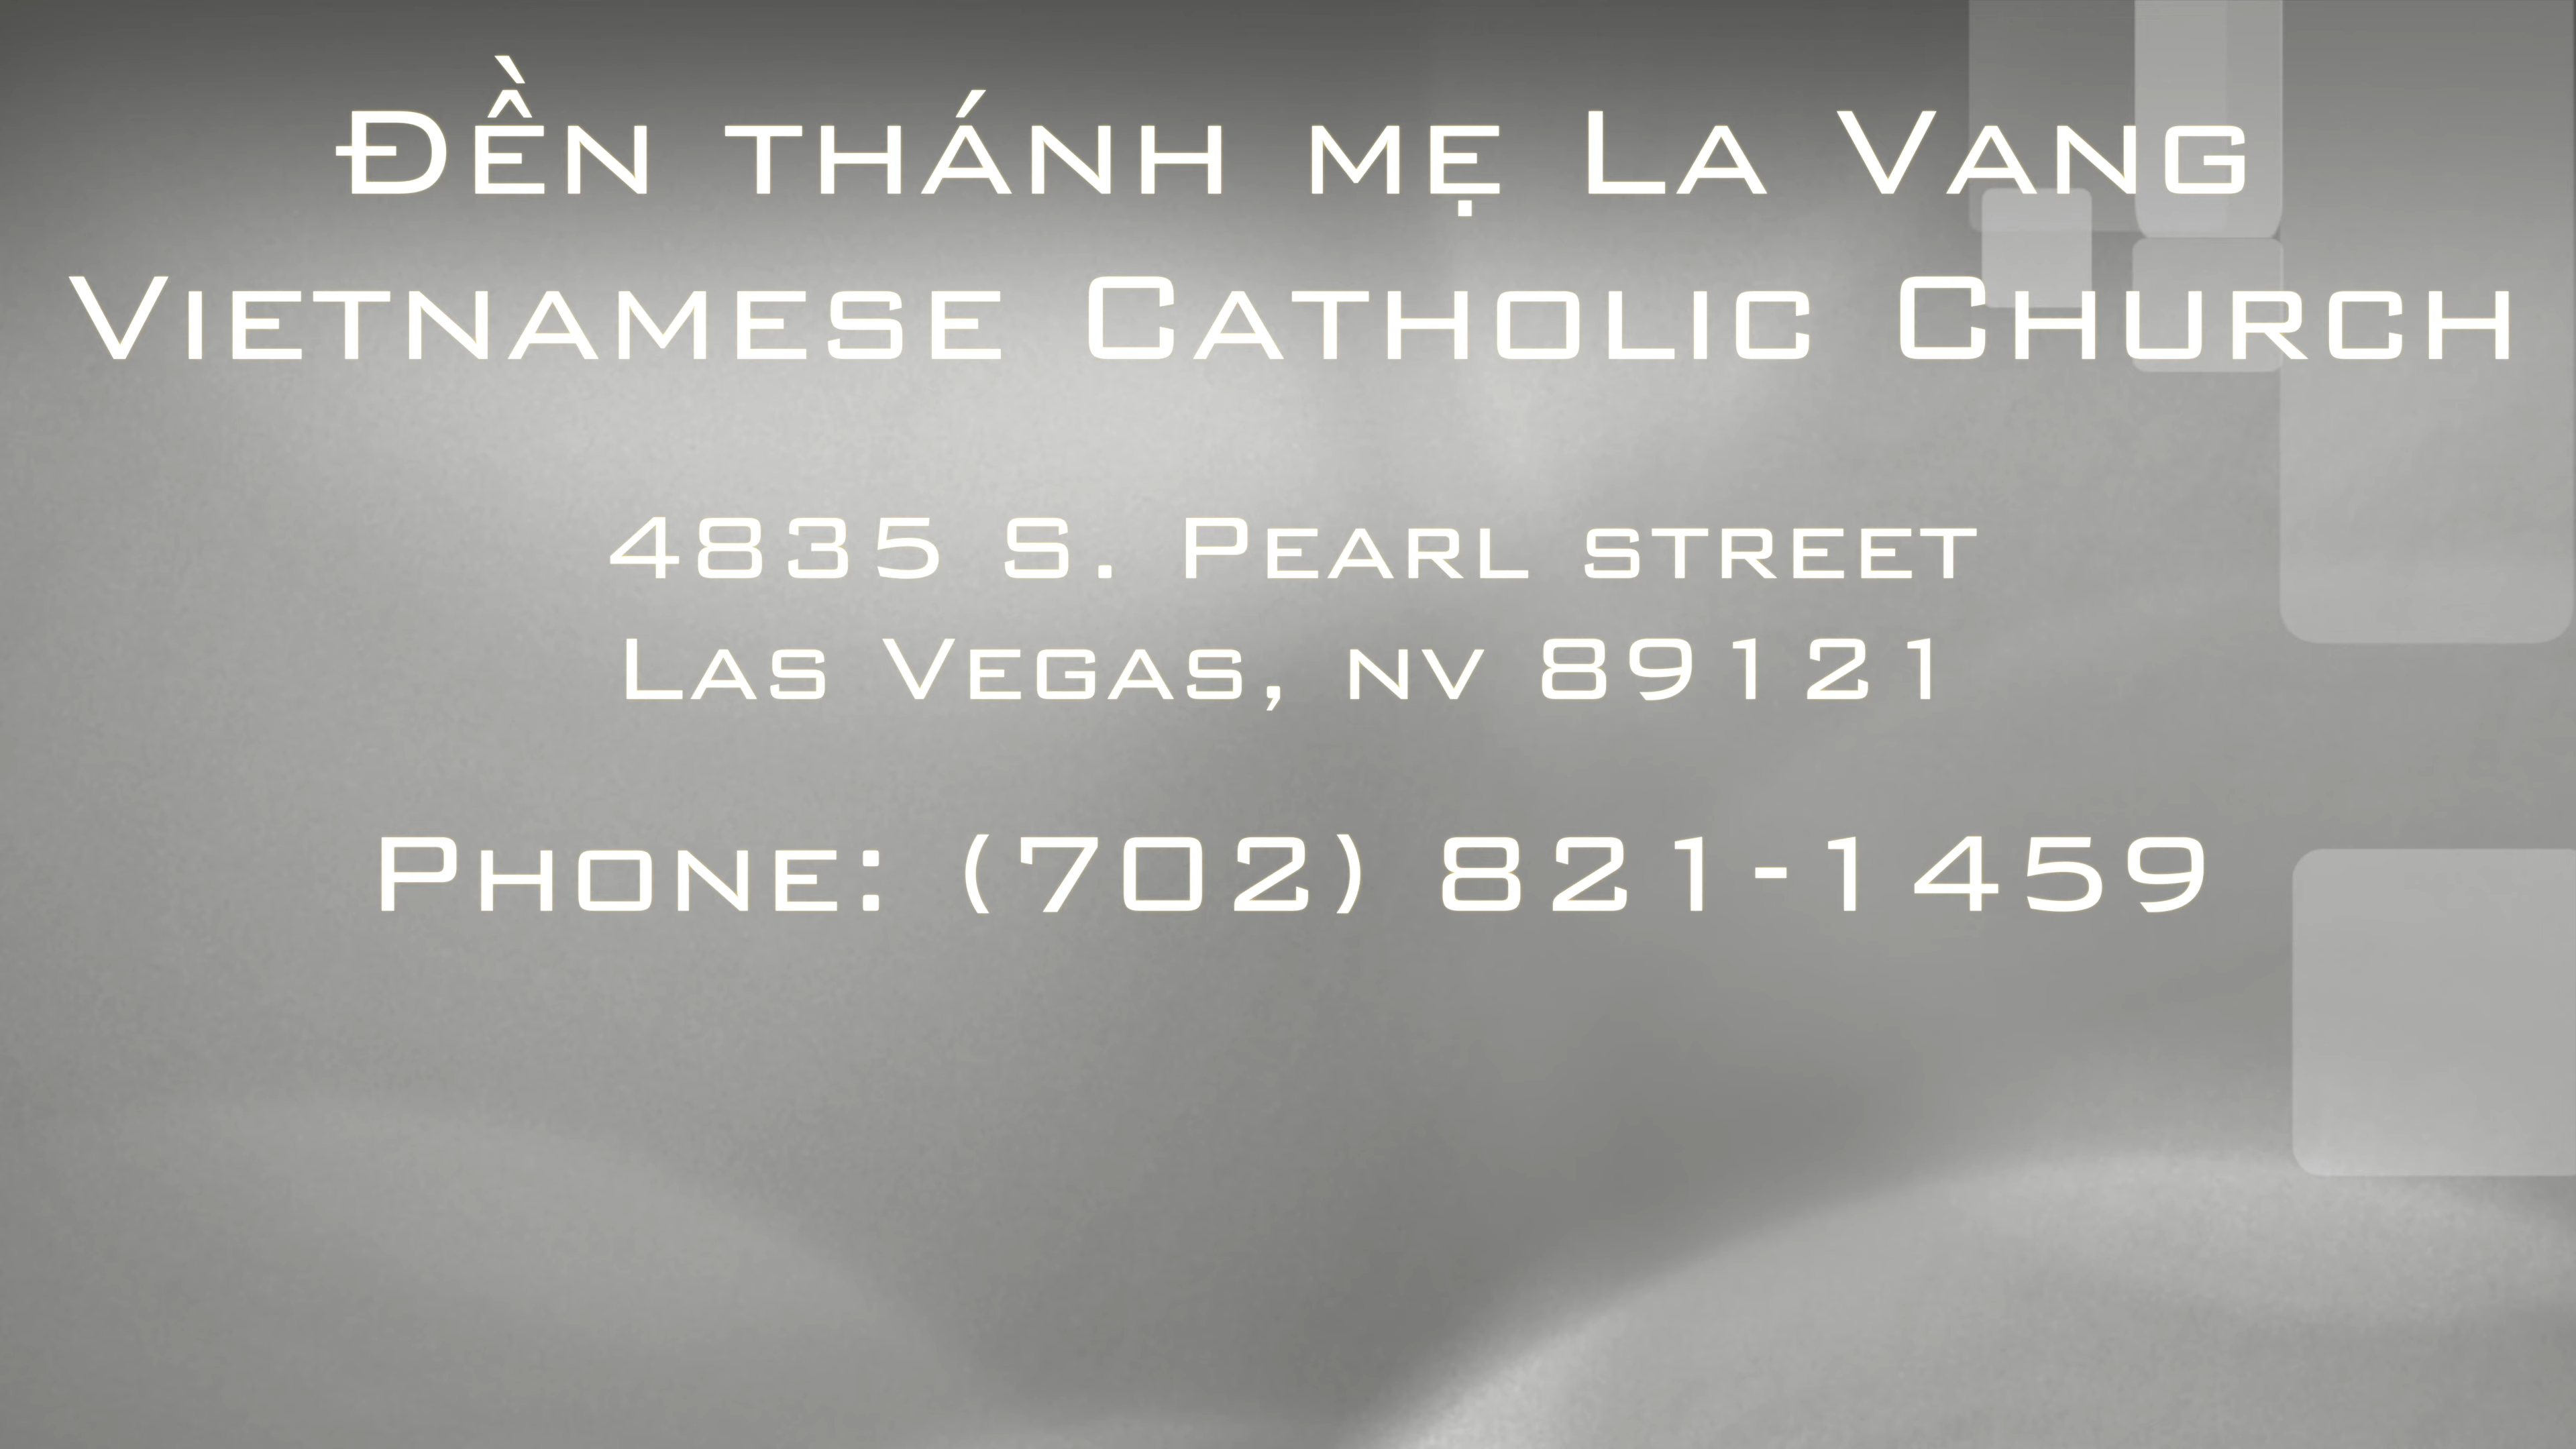 Đền thánh mẹ La Vang
Vietnamese Catholic Church
4835 S. Pearl street
Las Vegas, nv 89121
Phone: (702) 821-1459